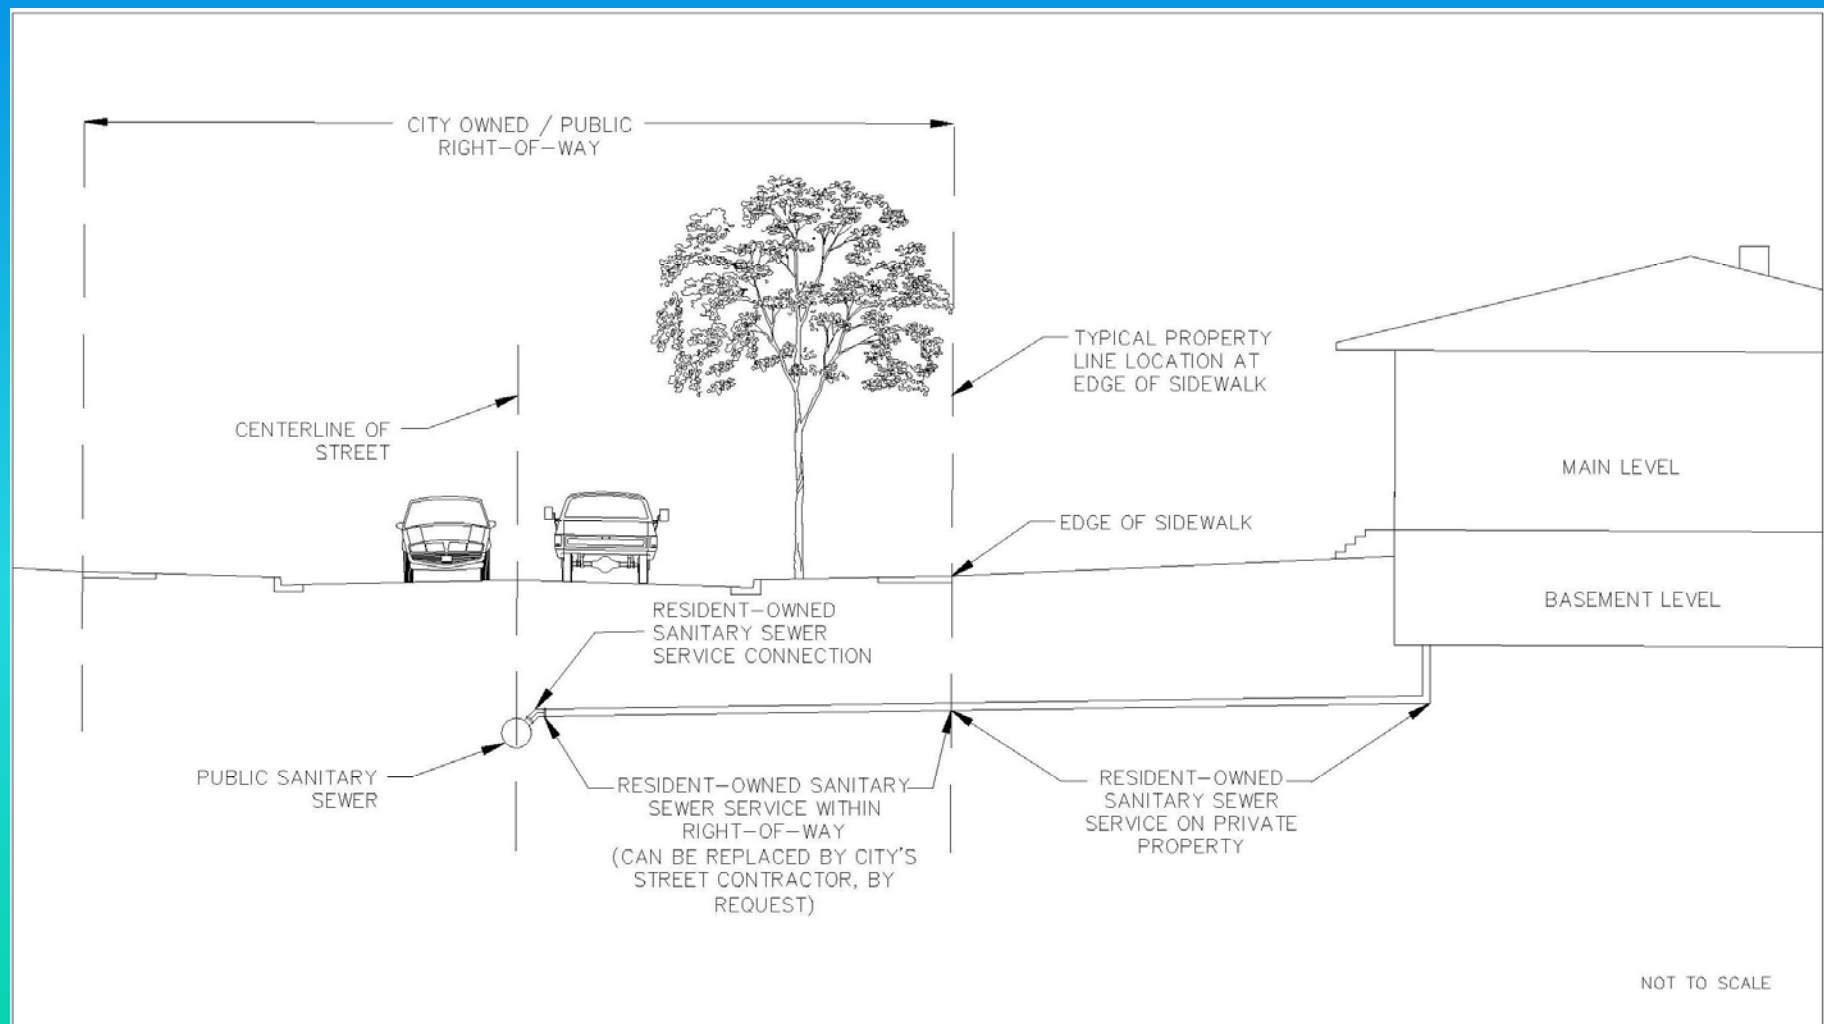 CITY OWNED / PUBLIC
RIGHT-OF-WAY
TYPICAL PROPERTY
LINE LOCATION AT
EDGE OF SIDEWALK
CENTERLINE OF
STREET
MAIN LEVEL
EDGE OF SIDEWALK
BASEMENT LEVEL
RESIDENT-OWNED
SANITARY SEWER
SERVICE CONNECTION
PUBLIC SANITARY
SEWER
RESIDENT-OWNED SANITARY
SEWER SERVICE WITHIN
RIGHT-OF-WAY
(CAN BE REPLACED BY CITY'S
STREET CONTRACTOR, BY
REQUEST)
RESIDENT-OWNED
SANITARY SEWER
SERVICE ON PRIVATE
PROPERTY
NOT TO SCALE